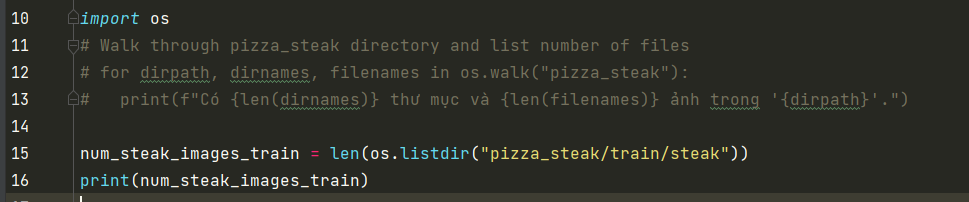 10 import os
11 # Walk through pizza_steak directory and list number of files
12 # for dirpath, dirnames, filenames in os.walk("pizza_steak"):
13 #   print(f"Có {len(dirnames)} thư mục và {len(filenames)} ảnh trong '{dirpath}'.")
14
15 num_steak_images_train = len(os.listdir("pizza_steak/train/steak"))
16 print(num_steak_images_train)